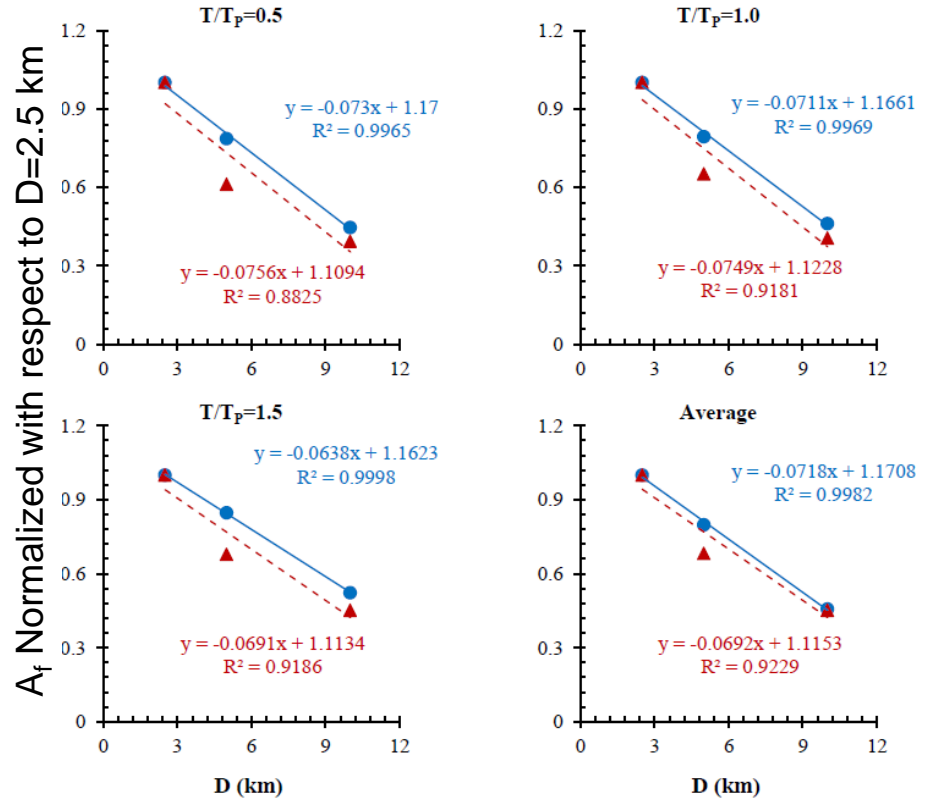 A_f Normalized with respect to D=2.5 km
T/T_P=0.5
1.2
0.9
0.6
0.3
0
0 3 6 9 12
y = -0.073x + 1.17
R² = 0.9965
y = -0.0756x + 1.1094
R² = 0.8825
T/T_P=1.0
1.2
0.9
0.6
0.3
0
0 3 6 9 12
y = -0.0711x + 1.1661
R² = 0.9969
y = -0.0749x + 1.1228
R² = 0.9181
T/T_P=1.5
1.2
0.9
0.6
0.3
0
0 3 6 9 12
y = -0.0638x + 1.1623
R² = 0.9998
y = -0.0691x + 1.1134
R² = 0.9186
D (km)
Average
1.2
0.9
0.6
0.3
0
0 3 6 9 12
y = -0.0718x + 1.1708
R² = 0.9982
y = -0.0692x + 1.1153
R² = 0.9229
D (km)